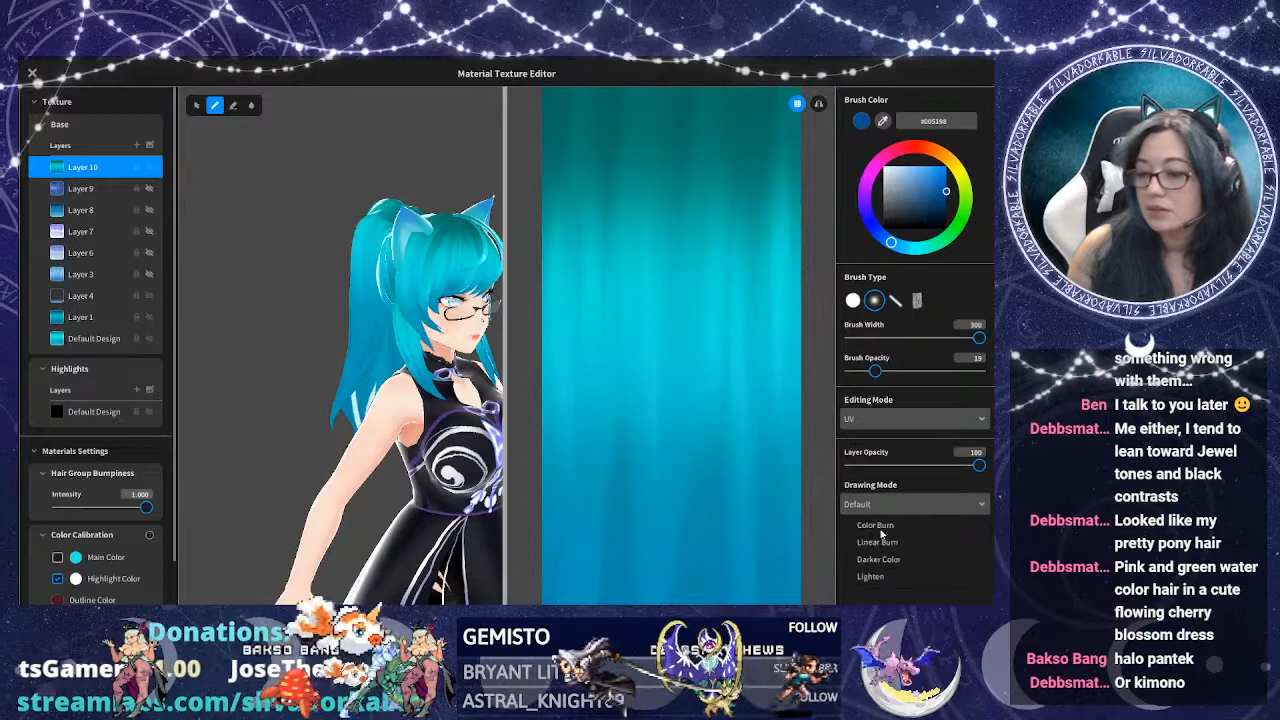 Material Texture Editor
Texture
Base
Layers
Layer 10
Layer 9
Layer 8
Layer 7
Layer 6
Layer 3
Layer 4
Layer 1
Default Design
Highlights
Layers
Default Design
Materials Settings
Hair Group Bumpiness
Intensity
1.000
Color Calibration
Main Color
Highlight Color
Outline Color
Brush Color
#005198
Brush Type
Brush Width
300
Brush Opacity
19
Editing Mode
UV
Layer Opacity
100
Drawing Mode
Default
Color Burn
Linear Burn
Darker Color
Lighten
SILVADORKABLE
something wrong
with them...
Ben I talk to you later 🙂
Debbsmat... Me either, I tend to
lean toward Jewel
tones and black
contrasts
Debbsmat... Looked like my
pretty pony hair
Debbsmat... Pink and green water
color hair in a cute
flowing cherry
blossom dress
Bakso Bang halo pantek
Debbsmat... Or kimono
Donations:
BAKSO BANG
GEMISTO
FOLLOW
BRYANT LIT